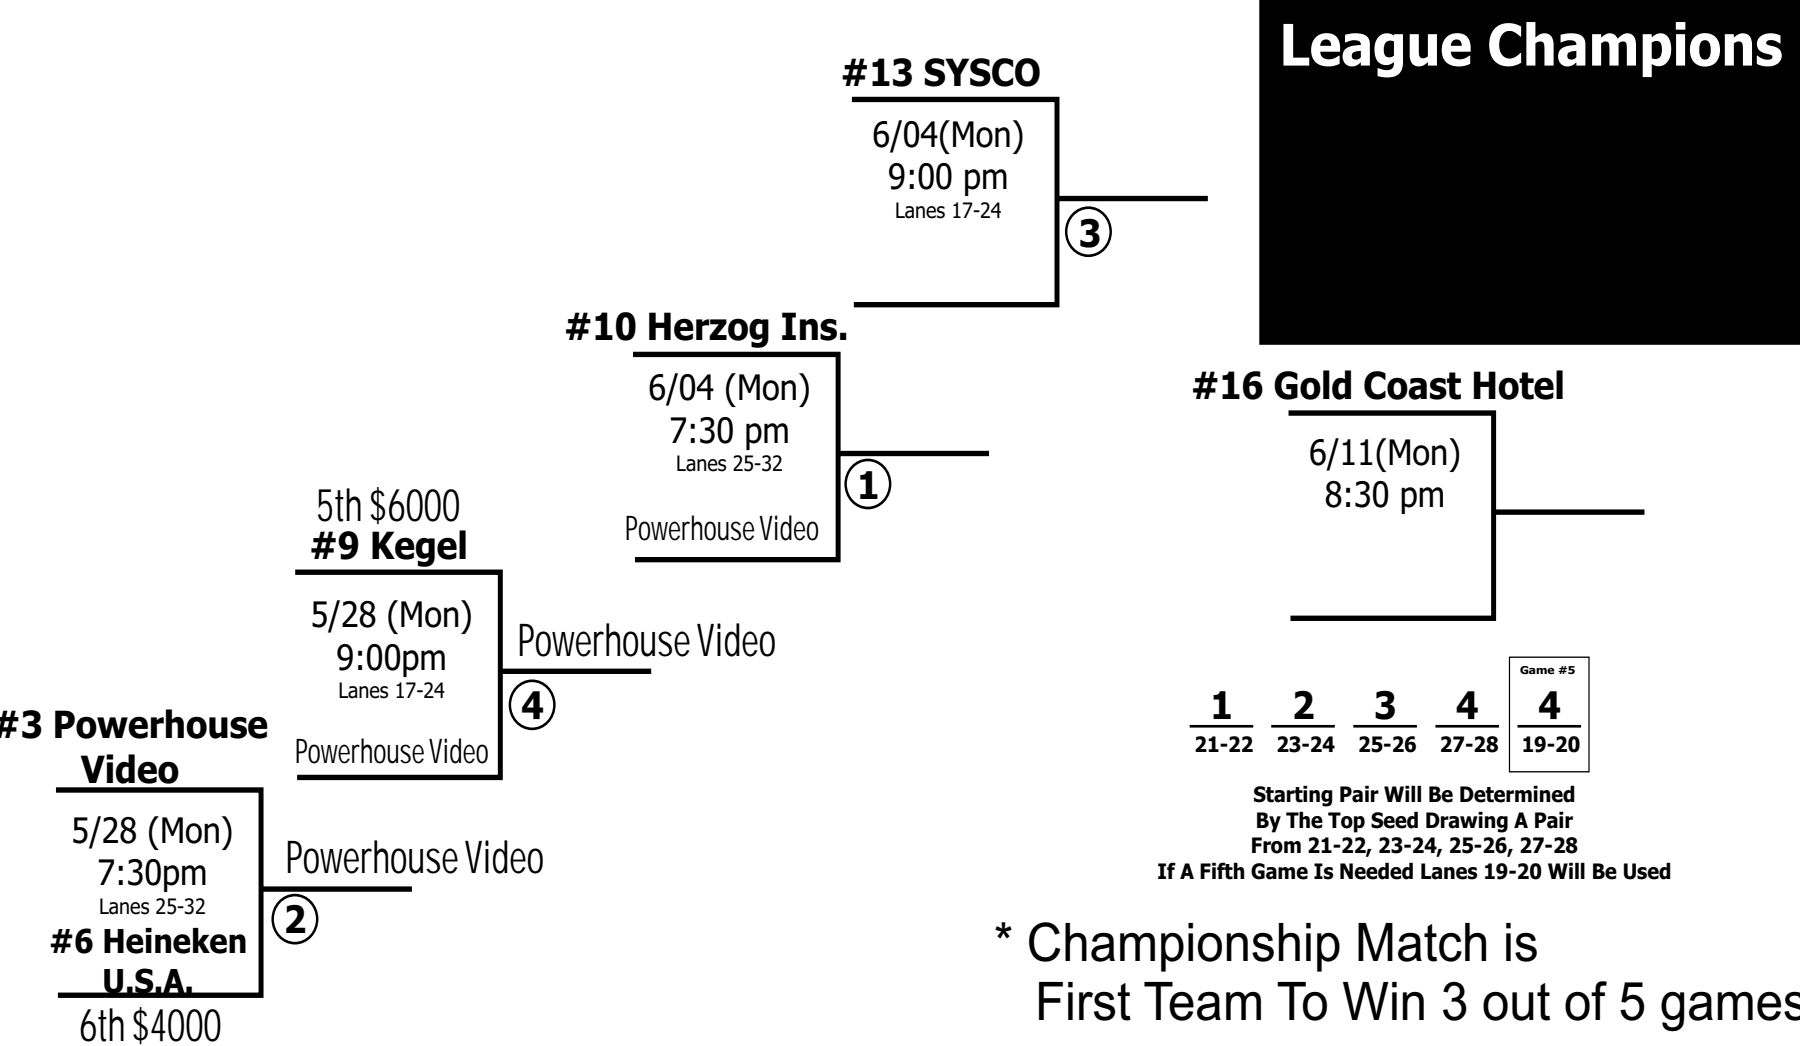 League Champions
#13 SYSCO
6/04(Mon)
9:00 pm
Lanes 17-24
3
#10 Herzog Ins.
6/04 (Mon)
7:30 pm
Lanes 25-32
Powerhouse Video
1
#16 Gold Coast Hotel
6/11(Mon)
8:30 pm
5th $6000
#9 Kegel
5/28 (Mon)
9:00pm
Lanes 17-24
Powerhouse Video
Powerhouse Video
4
#3 Powerhouse
Video
5/28 (Mon)
7:30pm
Lanes 25-32
#6 Heineken
U.S.A.
6th $4000
Powerhouse Video
2
Game #5
1 2 3 4 4
21-22 23-24 25-26 27-28 19-20
Starting Pair Will Be Determined
By The Top Seed Drawing A Pair
From 21-22, 23-24, 25-26, 27-28
If A Fifth Game Is Needed Lanes 19-20 Will Be Used
* Championship Match is
First Team To Win 3 out of 5 games